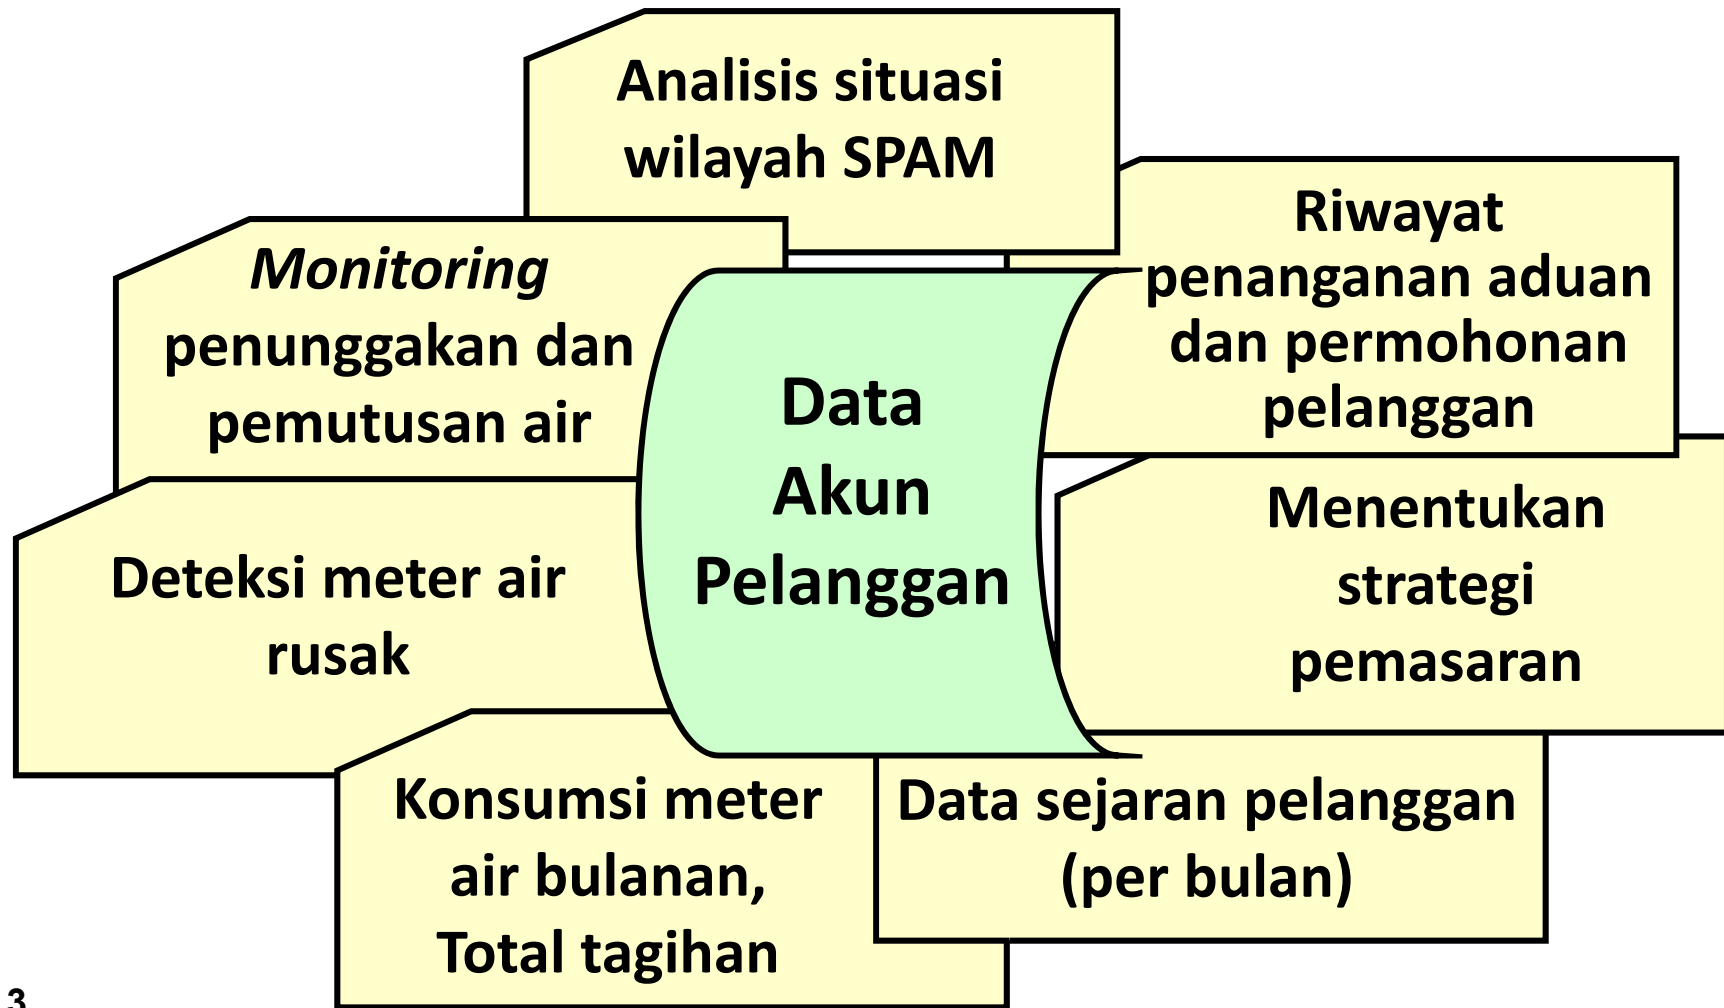 Analisis situasi
wilayah SPAM
Riwayat
penanganan aduan
dan permohonan
pelanggan
Monitoring
penunggakan dan
pemutusan air
Data
Akun
Pelanggan
Menentukan
strategi
pemasaran
Deteksi meter air
rusak
Konsumsi meter
air bulanan,
Total tagihan
Data sejaran pelanggan
(per bulan)
3